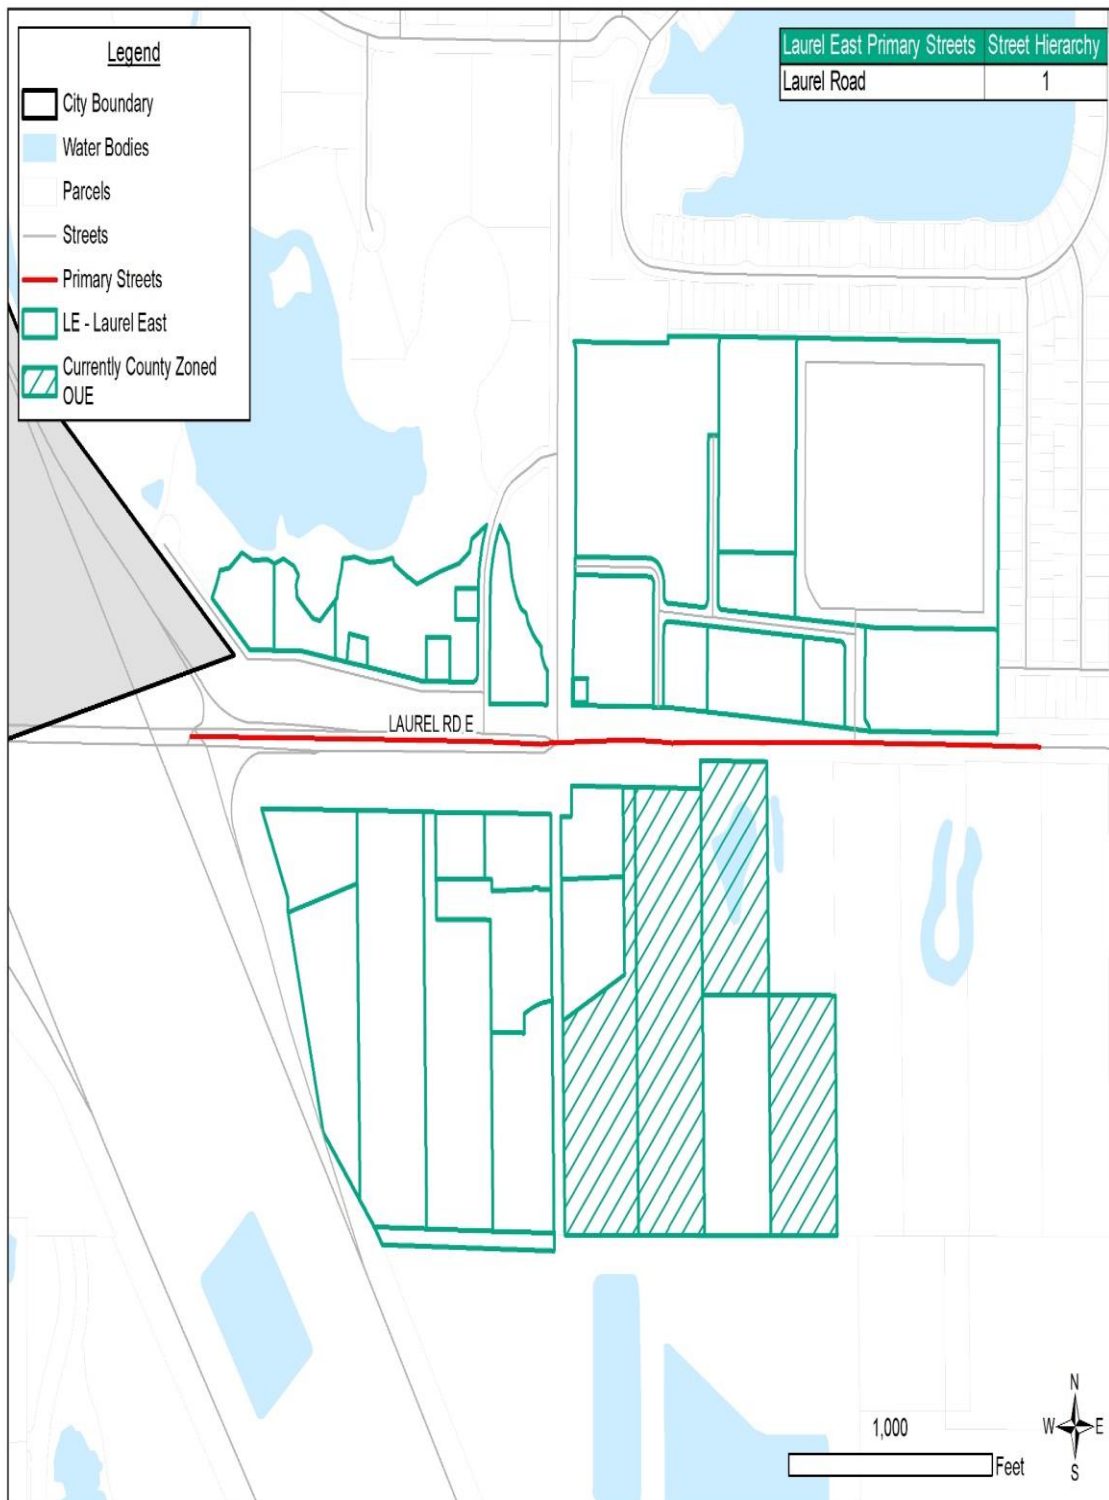 Legend
City Boundary
Water Bodies
Parcels
Streets
Primary Streets
LE - Laurel East
Currently County Zoned
OUE
Laurel East Primary Streets Street Hierarchy
Laurel Road 1
LAUREL RD E
1,000
Feet
N
W E
S